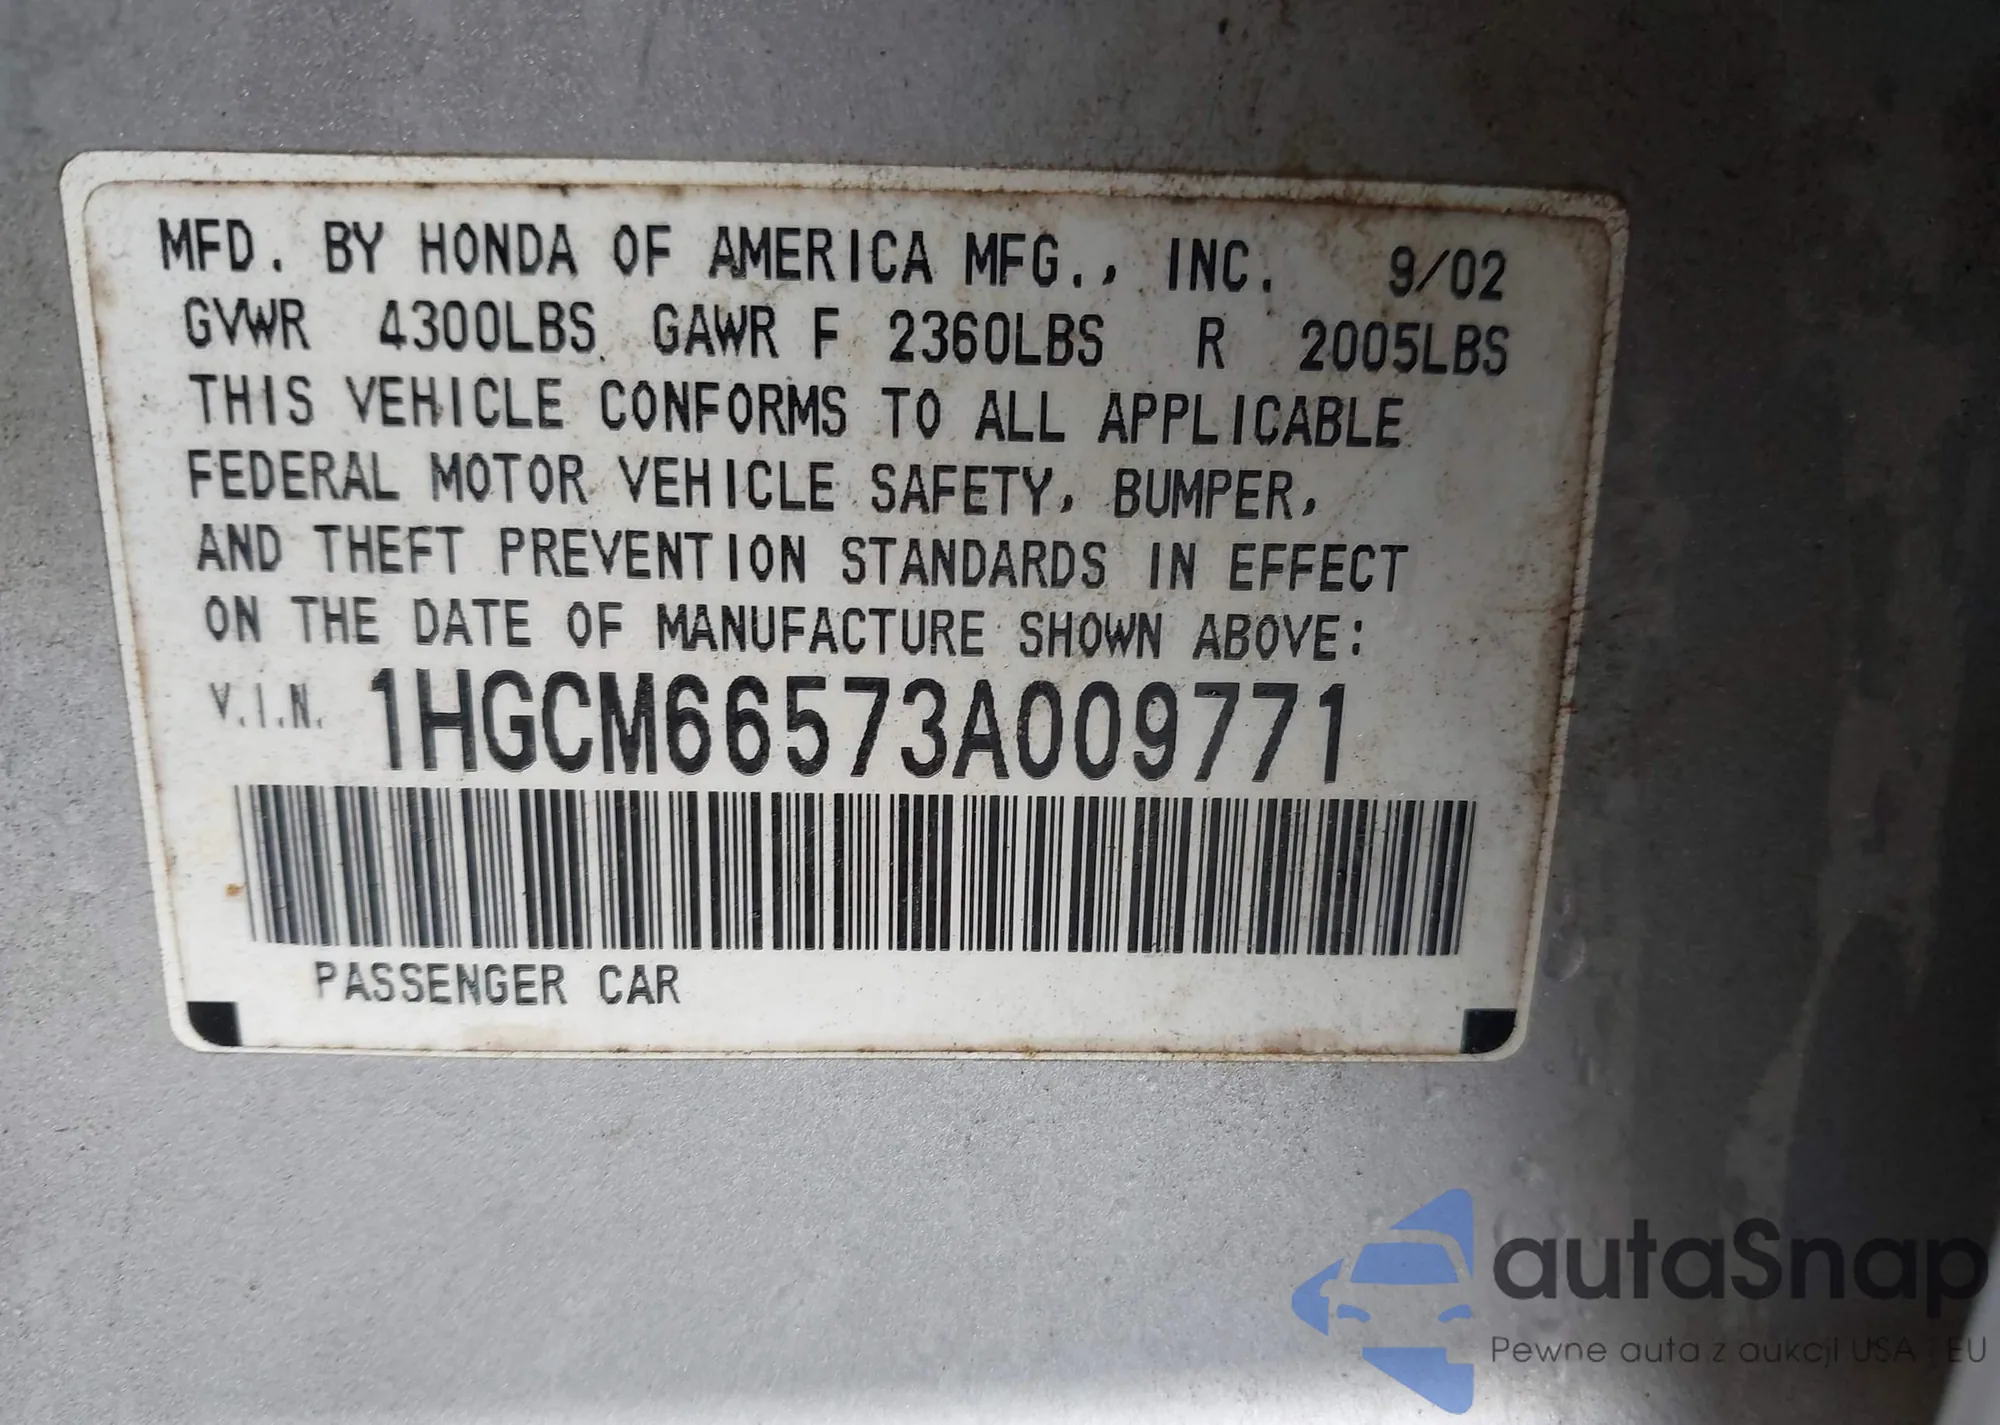 MFD. BY HONDA OF AMERICA MFG., INC. 9/02
GVWR 4300LBS GAWR F 2360LBS R 2005LBS
THIS VEHICLE CONFORMS TO ALL APPLICABLE
FEDERAL MOTOR VEHICLE SAFETY, BUMPER,
AND THEFT PREVENTION STANDARDS IN EFFECT
ON THE DATE OF MANUFACTURE SHOWN ABOVE:
V.I.N. 1HGCM66573A009771
PASSENGER CAR
autaSnap
Pewne auta z aukcji USA i EU